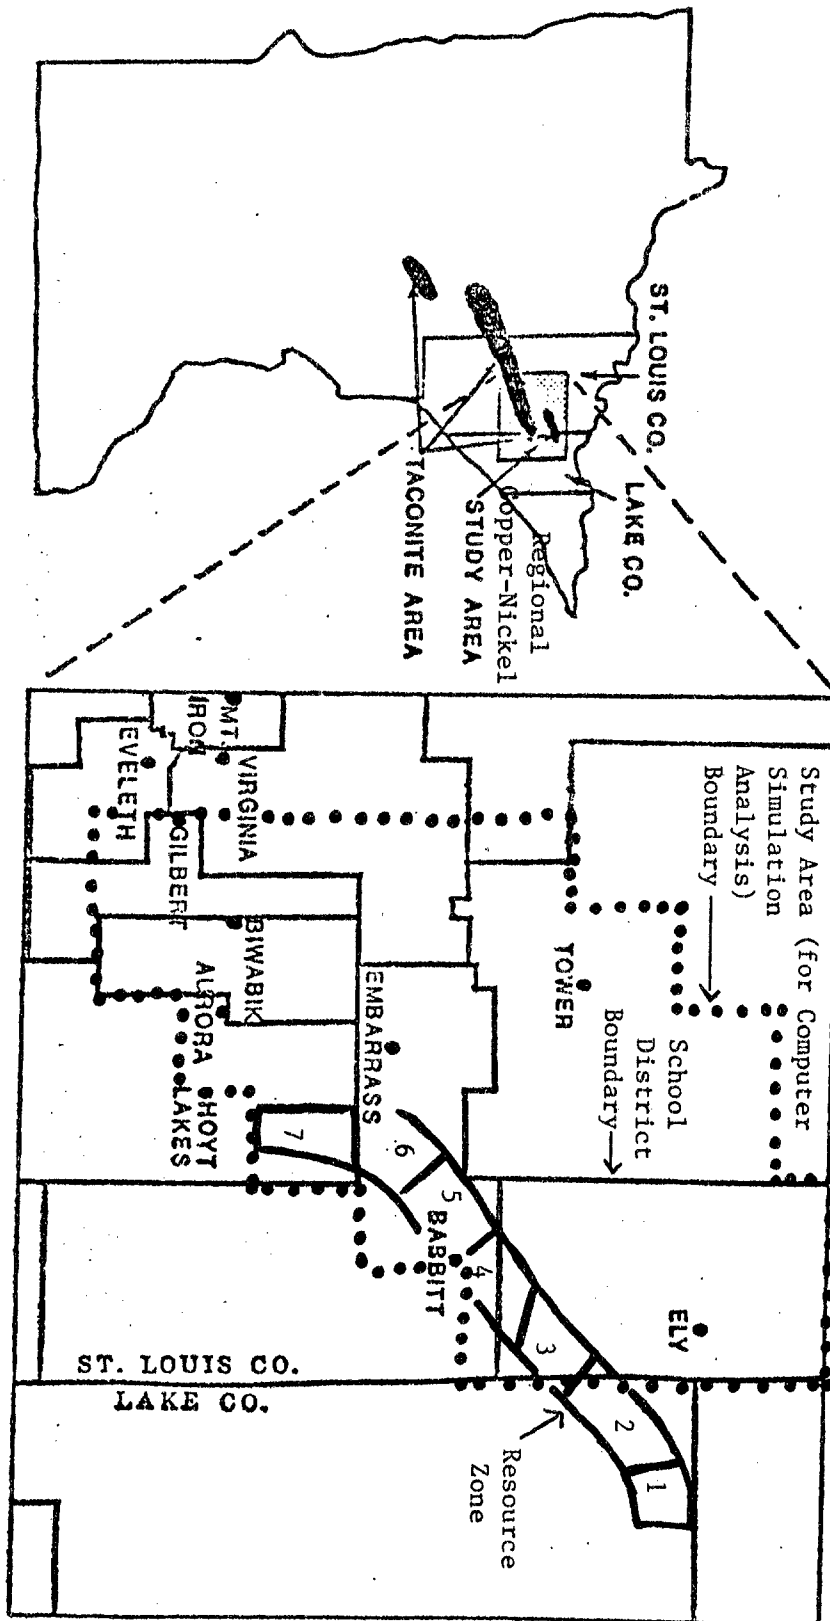 ST. LOUIS CO.
LAKE CO.
Regional
Copper-Nickel
STUDY AREA
TACONITE AREA
Study Area (for Computer
Simulation
Analysis)
Boundary
School
District
Boundary
TOWER
ELY
MT.
IRON
VIRGINIA
EVELETH
GILBERT
BIWABIK
AURORA
HOYT
LAKES
EMBARRASS
BABBITT
7
6
5
4
3
2
1
Resource
Zone
ST. LOUIS CO.
LAKE CO.